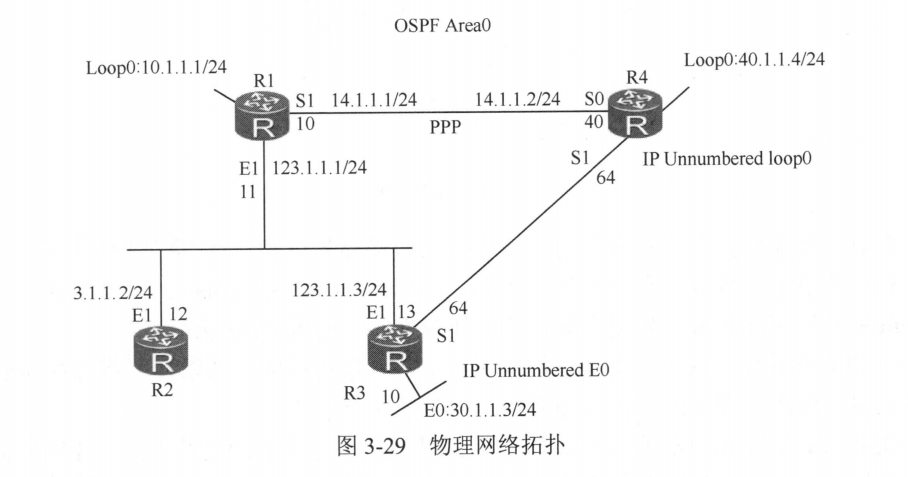 OSPF Area0
Loop0:10.1.1.1/24
R1
R
S1 14.1.1.1/24
10
PPP
14.1.1.2/24 S0
40
R4
R
Loop0:40.1.1.4/24
IP Unnumbered loop0
S1
64
E1 123.1.1.1/24
11
3.1.1.2/24
E1 12
R
R2
123.1.1.3/24
E1 13
64
S1
R
R3
10
IP Unnumbered E0
E0:30.1.1.3/24
图 3-29 物理网络拓扑